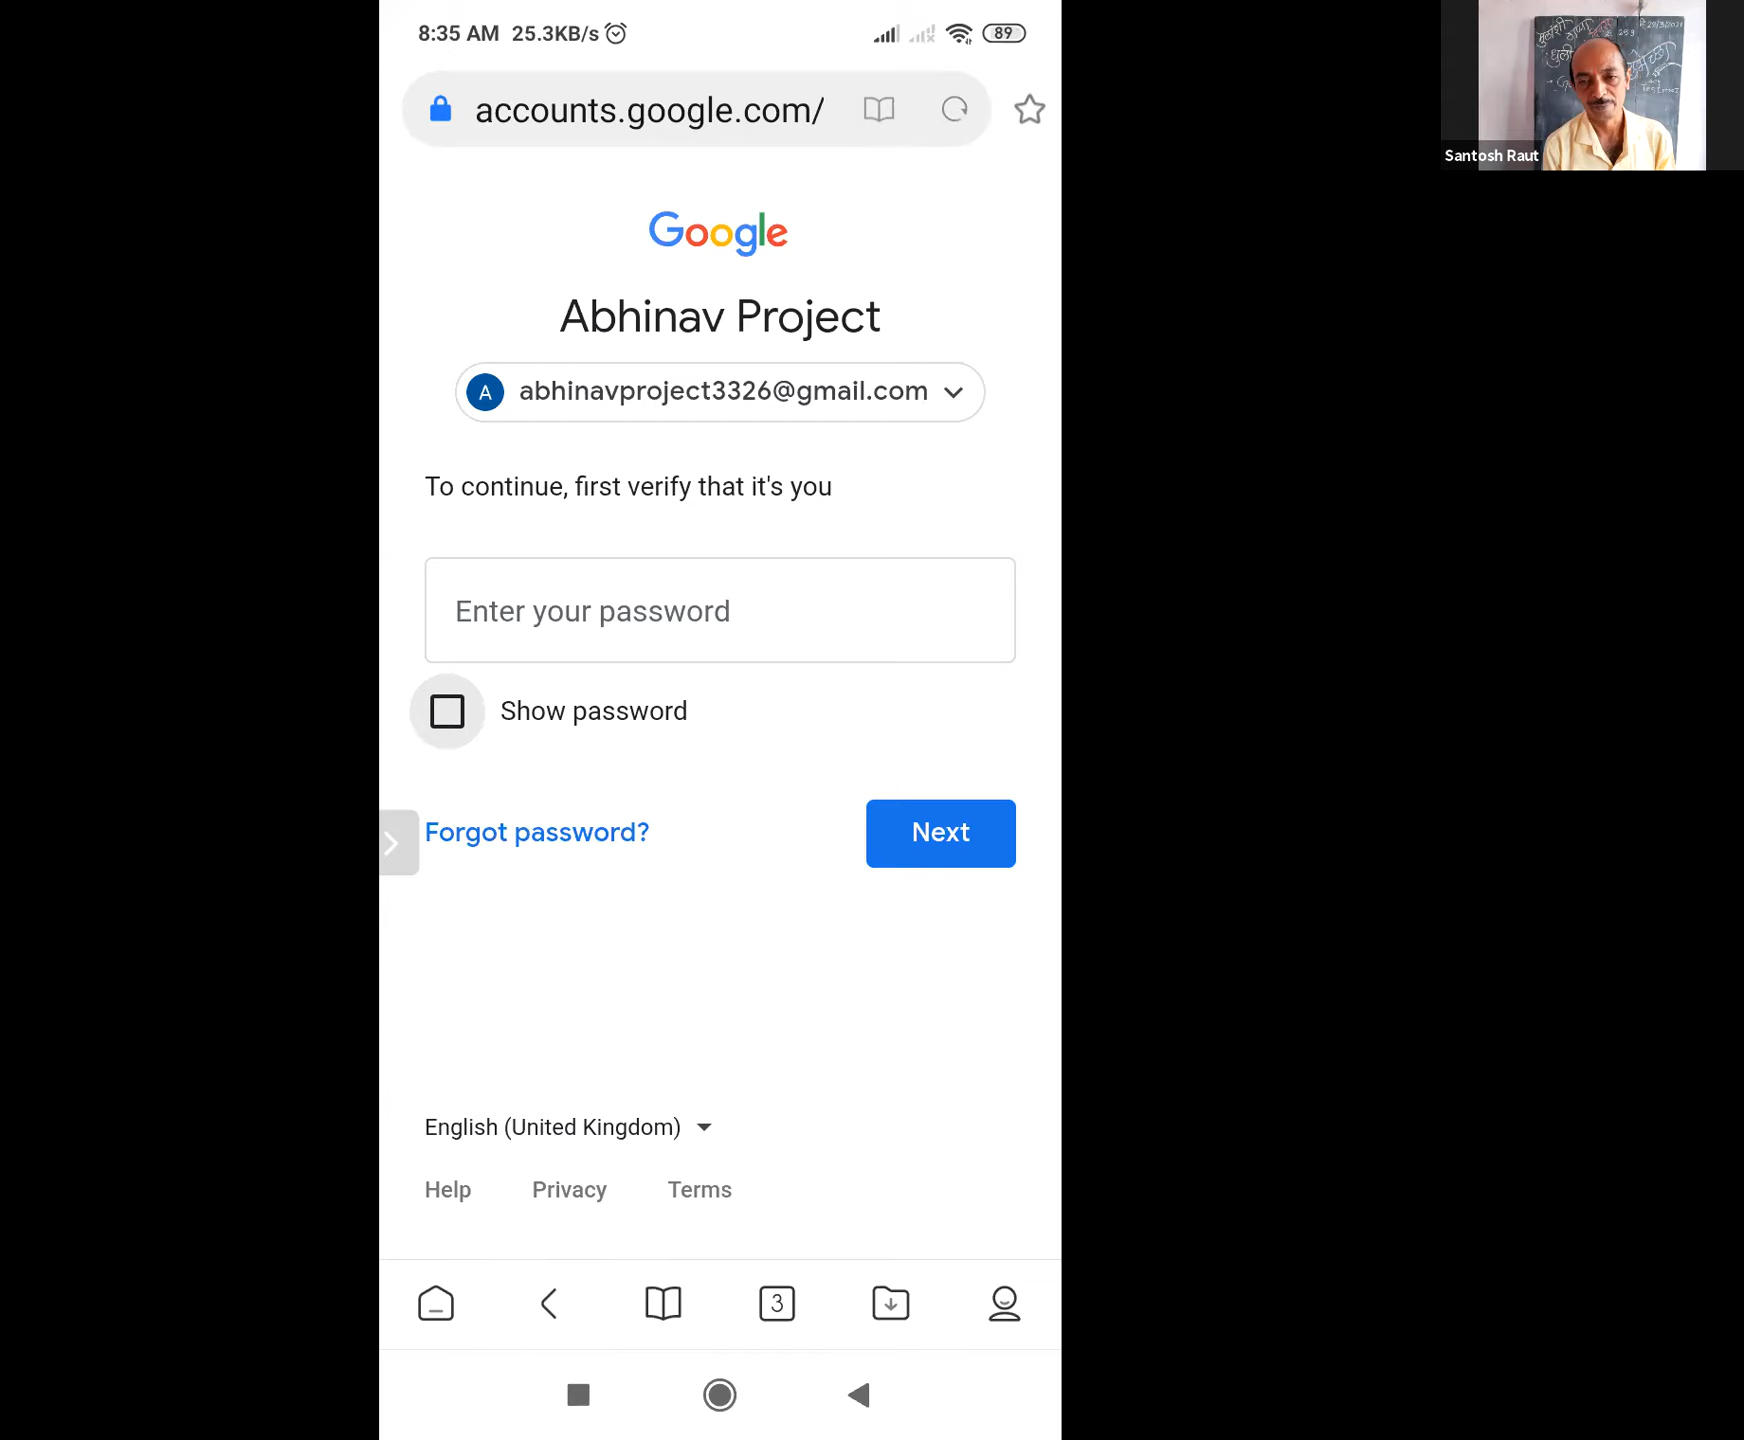 8:35 AM 25.3KB/s
89
accounts.google.com/
Google
Abhinav Project
A abhinavproject3326@gmail.com
To continue, first verify that it's you
Enter your password
Show password
Forgot password?
Next
English (United Kingdom)
Help Privacy Terms
3
Santosh Raut